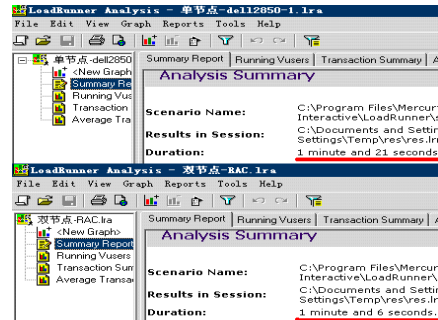 LoadRunner Analysis - 单节点-dell2850-1.lra
File Edit View Graph Reports Tools Help
单节点-dell2850
<New Graph
Summary Re
Running Vus
Transaction
Average Tra
Summary Report Running Vusers Transaction Summary
Analysis Summary
Scenario Name: C:\Program Files\Mercur
Interactive\LoadRunner\s
Results in Session: C:\Documents and Settin
Settings\Temp\res\res.lr
Duration: 1 minute and 21 seconds
LoadRunner Analysis - 双节点-RAC.lra
File Edit View Graph Reports Tools Help
双节点-RAC.lra
<New Graph>
Summary Report
Running Vusers
Transaction Sum
Average Transa
Summary Report Running Vusers Transaction Summary
Analysis Summary
Scenario Name: C:\Program Files\Mercur
Interactive\LoadRunner\
Results in Session: C:\Documents and Settin
Settings\Temp\res\res.lr
Duration: 1 minute and 6 seconds.